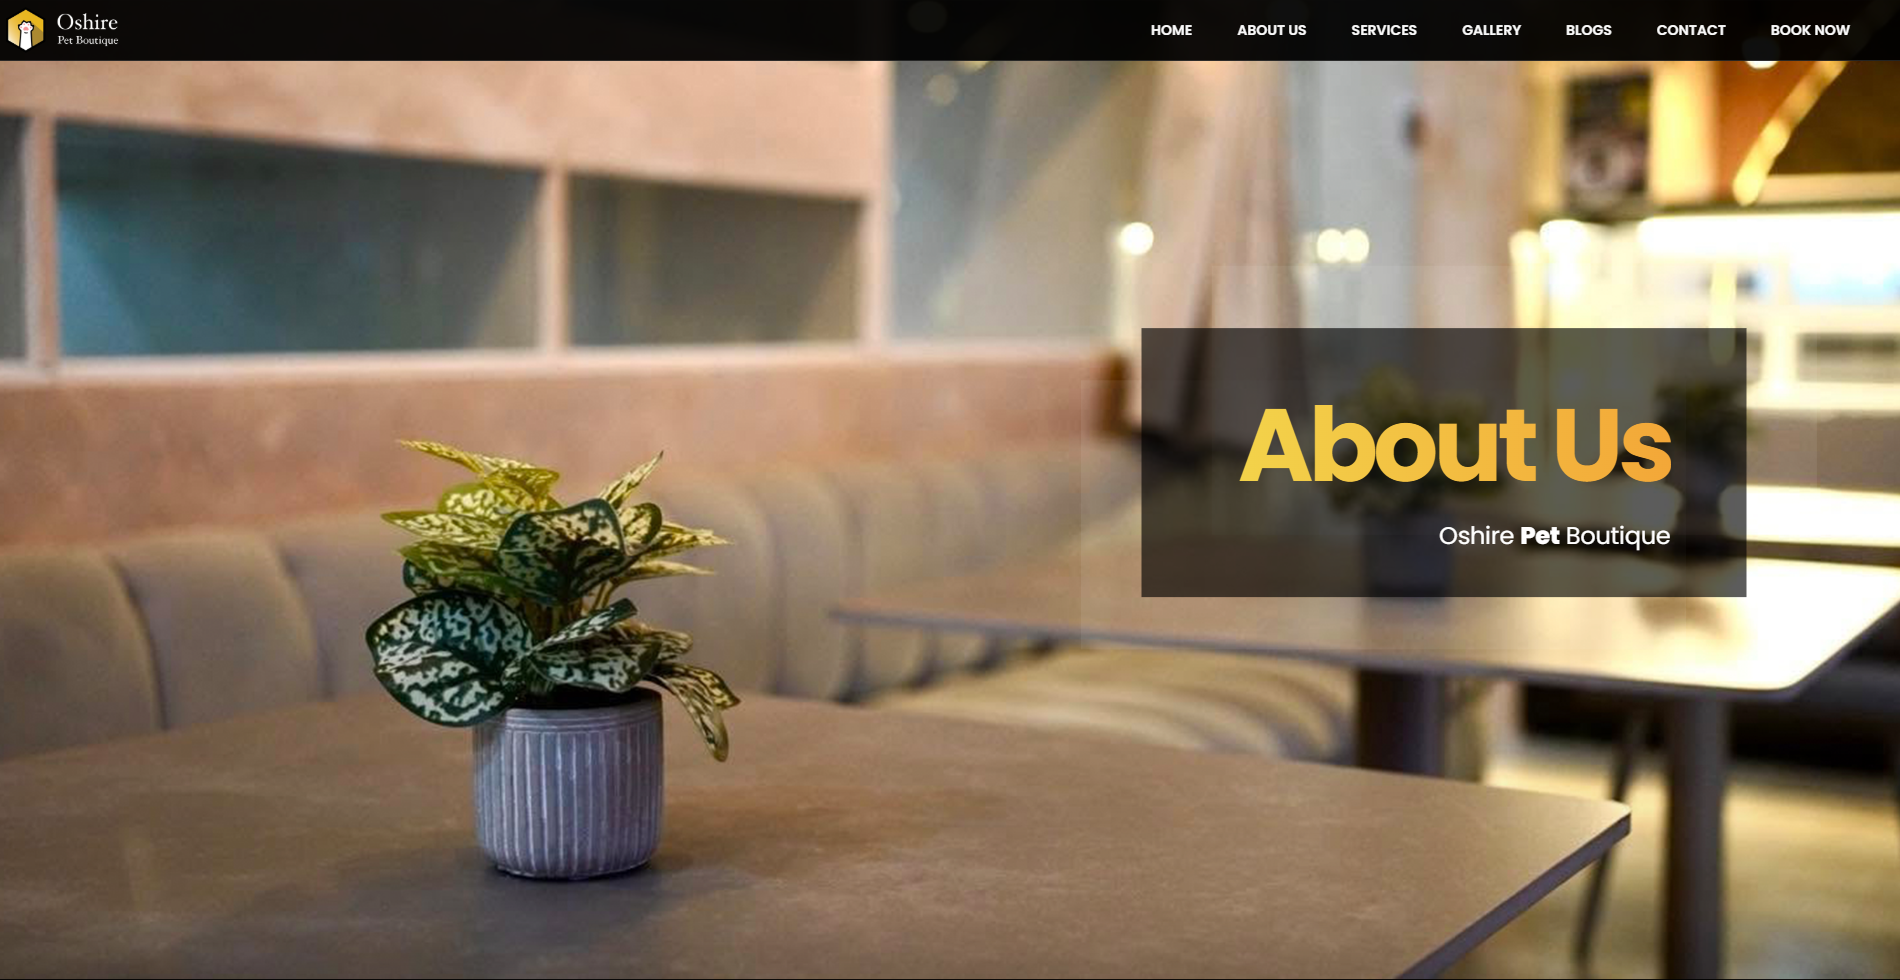 Oshire
Pet Boutique
HOME ABOUT US SERVICES GALLERY BLOGS CONTACT BOOK NOW
About Us
Oshire Pet Boutique